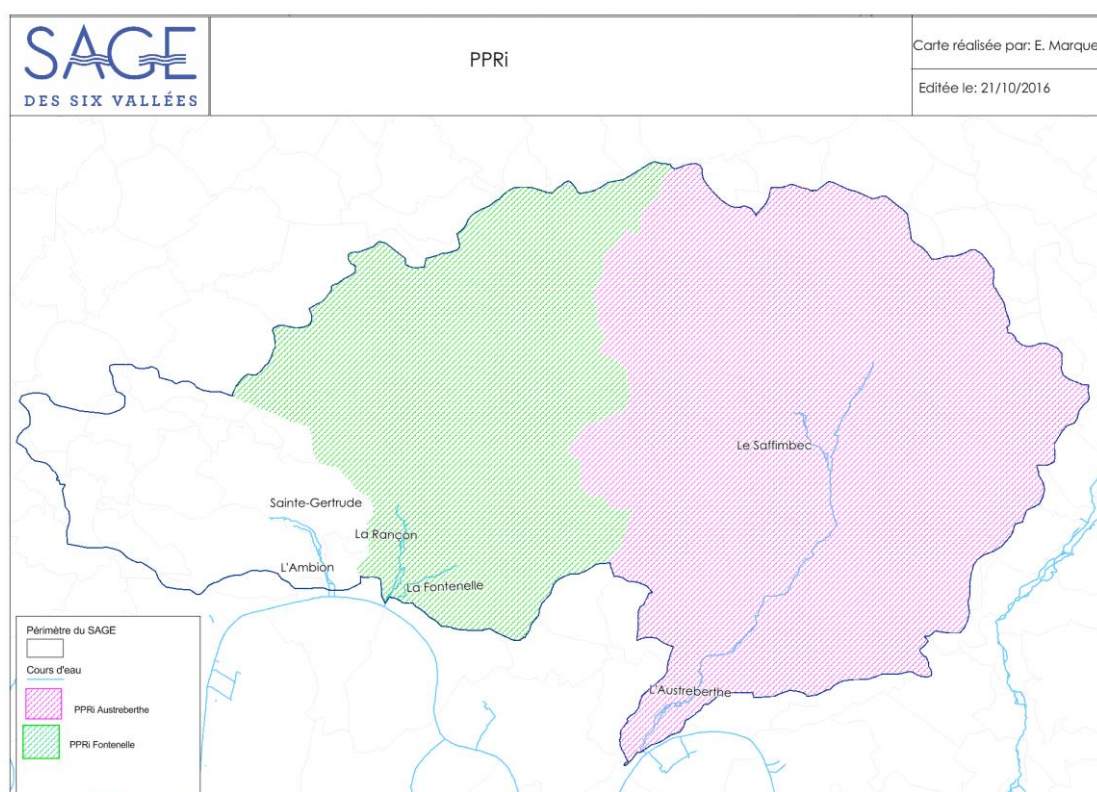 SAGE
DES SIX VALLÉES
PPRi
Carte réalisée par: E. Marque
Editée le: 21/10/2016
Le Saffimbec
Sainte-Gertrude
La Rançon
L'Ambion
La Fontenelle
L'Austreberthe
Périmètre du SAGE
Cours d'eau
PPRi Austreberthe
PPRi Fontenelle